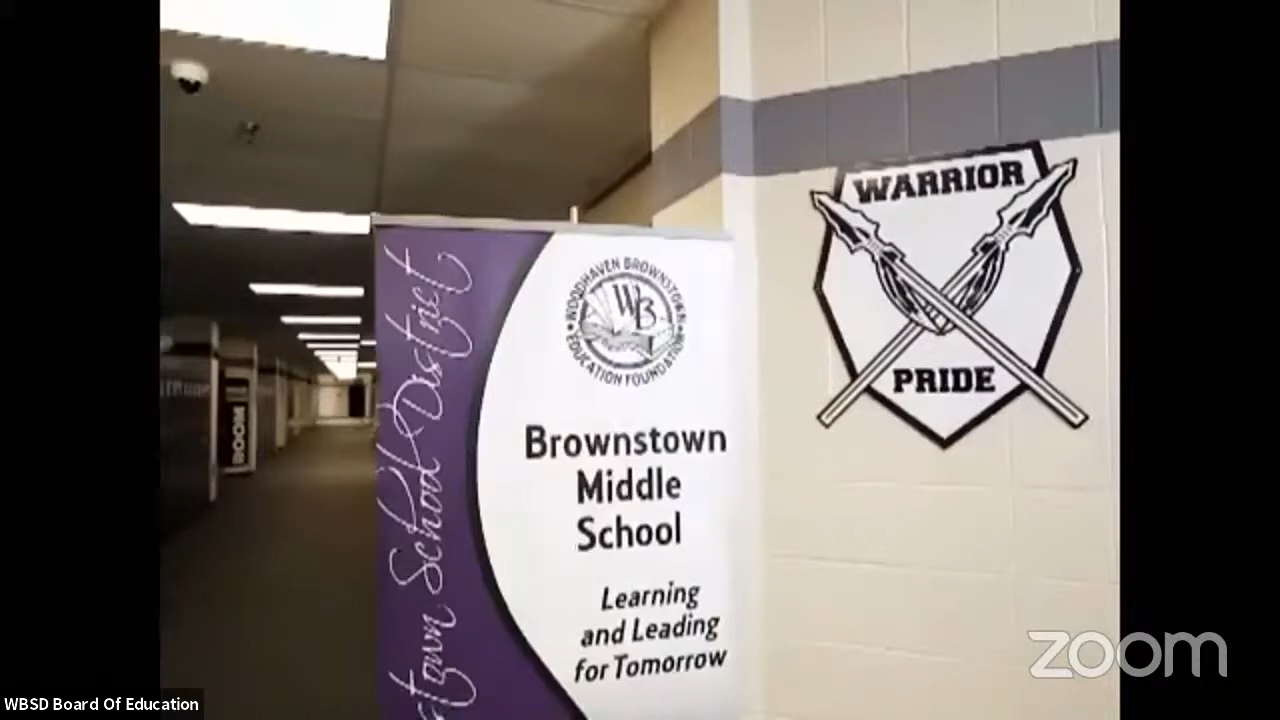 WARRIOR
PRIDE
WOODHAVEN BROWNSTOWN
EDUCATION FOUNDATION
WB
Brownstown
Middle
School
Learning
and Leading
for Tomorrow
town School District
ROOM
zoom
WBSD Board Of Education